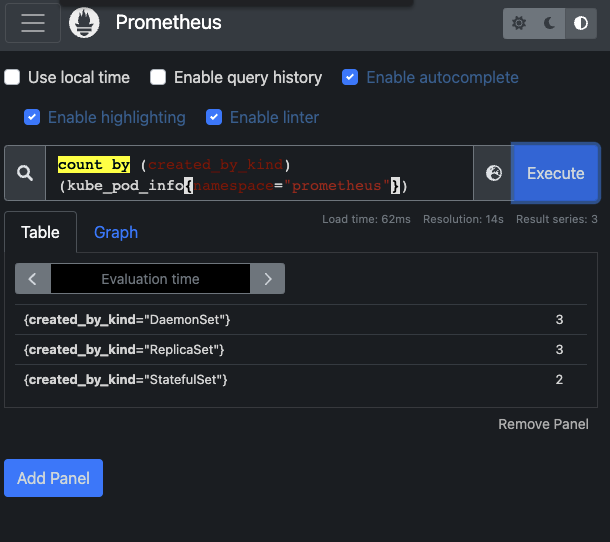 Prometheus
Use local time
Enable query history
Enable autocomplete
Enable highlighting
Enable linter
count by (created_by_kind)
(kube_pod_info{namespace="prometheus"})
Execute
Load time: 62ms
Resolution: 14s
Result series: 3
Table
Graph
Evaluation time
{created_by_kind="DaemonSet"} 3
{created_by_kind="ReplicaSet"} 3
{created_by_kind="StatefulSet"} 2
Remove Panel
Add Panel